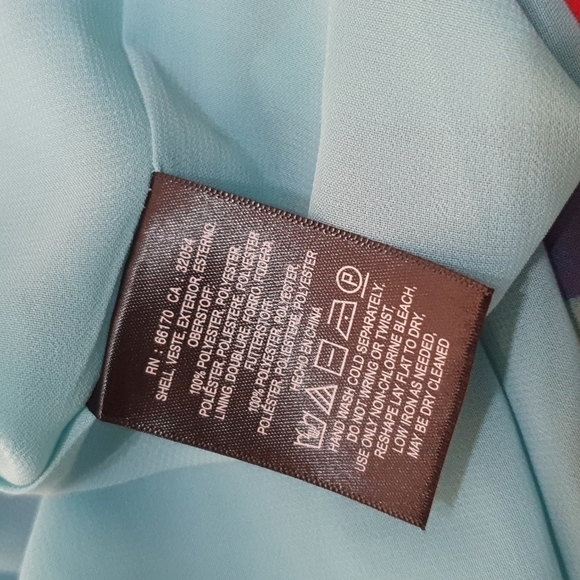 RN : 66170 CA 32094
SHELL, VESTE, EXTERIOR, ESTERNO
OBERSTOFF:
100% POLYESTER, POLYESTER,
POLIÉSTER, POLIESTERE, POLYESTER
LINING, DOUBLURE, FORRO, FODERA
FUTTERSTOFF:
100% POLYESTER, POLYESTER,
POLIÉSTER, POLIESTERE, POLYESTER
HECHO EN CHINA
P
HAND WASH COLD SEPARATELY.
DO NOT WRING OR TWIST.
USE ONLY NON-CHLORINE BLEACH,
RESHAPE LAY FLAT TO DRY,
LOW IRON AS NEEDED,
MAY BE DRY CLEANED